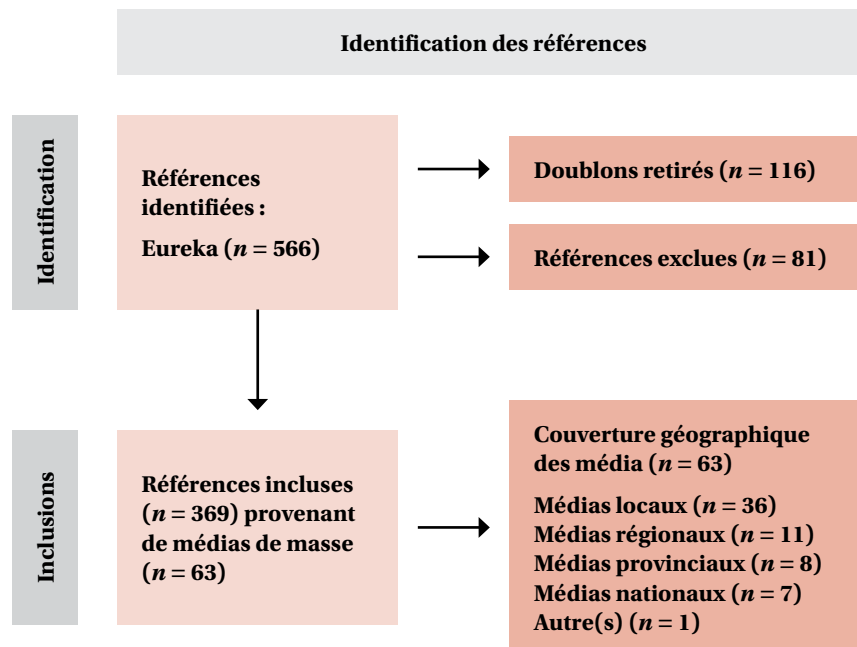 Identification des références
Identification
Références
identifiées :
Eureka (n = 566)
Doublons retirés (n = 116)
Références exclues (n = 81)
Inclusions
Références incluses
(n = 369) provenant
de médias de masse
(n = 63)
Couverture géographique
des média (n = 63)
Médias locaux (n = 36)
Médias régionaux (n = 11)
Médias provinciaux (n = 8)
Médias nationaux (n = 7)
Autre(s) (n = 1)